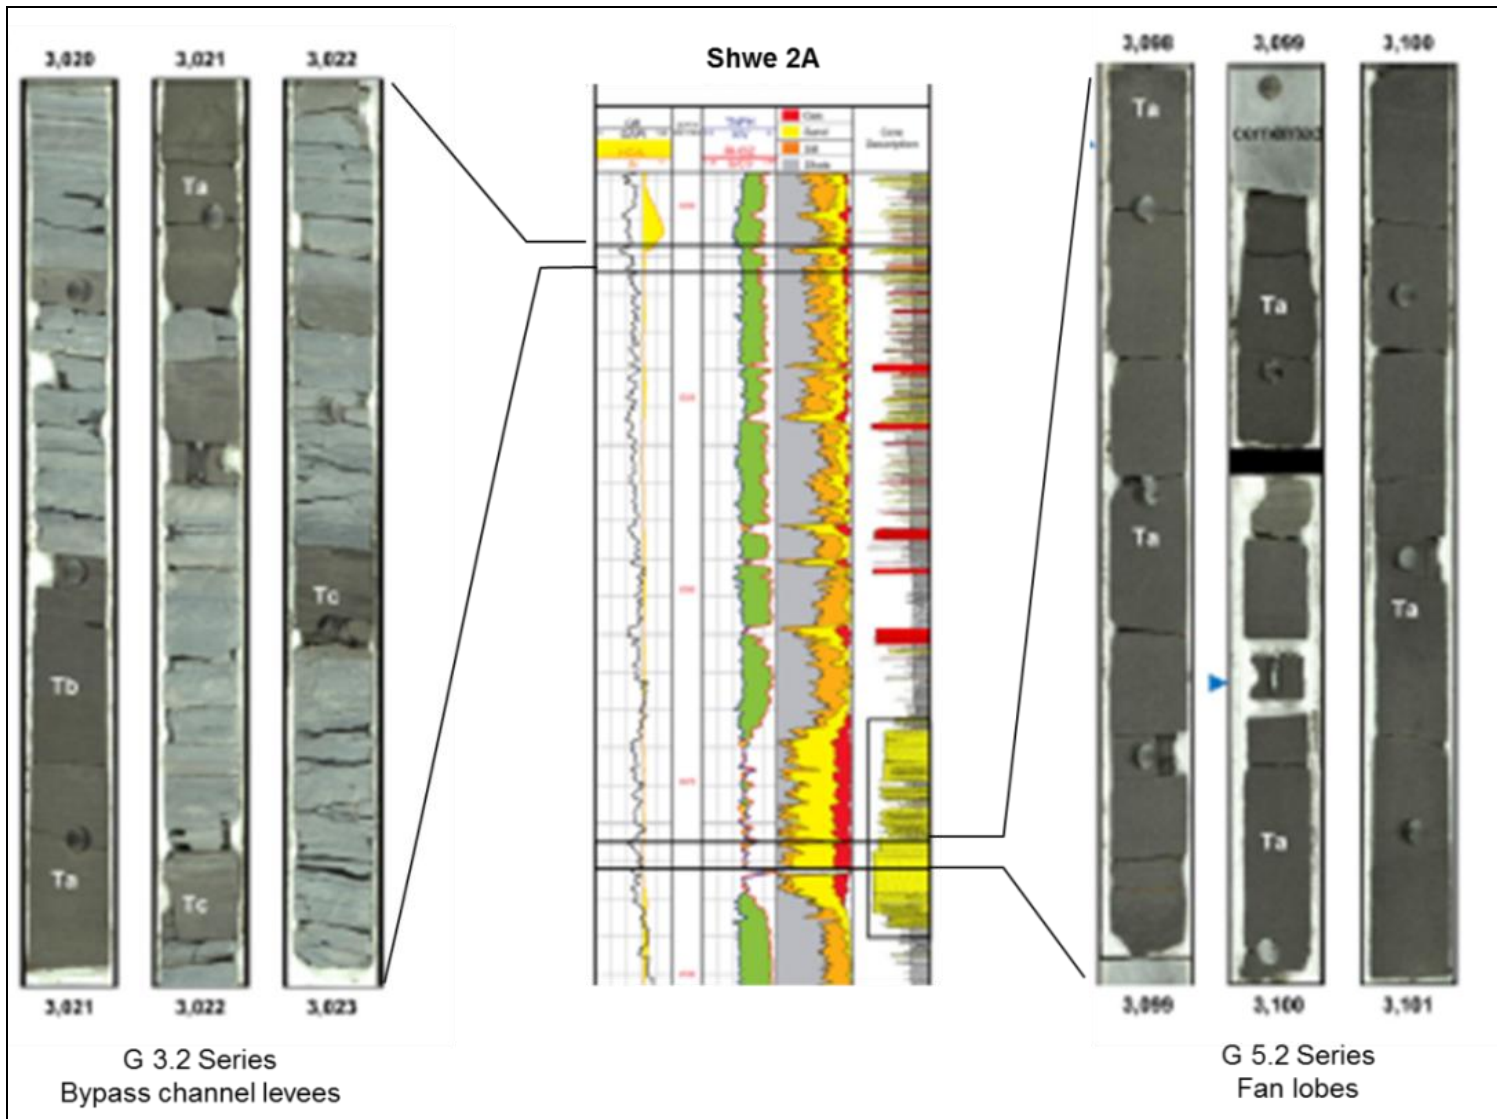 Shwe 2A
3,020
3,021
3,022
Ta
Tb
Ta
Tc
Tc
3,021
3,022
3,023
G 3.2 Series
Bypass channel levees
Sand
Core
Description
3,098
3,099
3,100
Ta
cemented
Ta
Ta
Ta
Ta
3,099
3,100
3,101
G 5.2 Series
Fan lobes